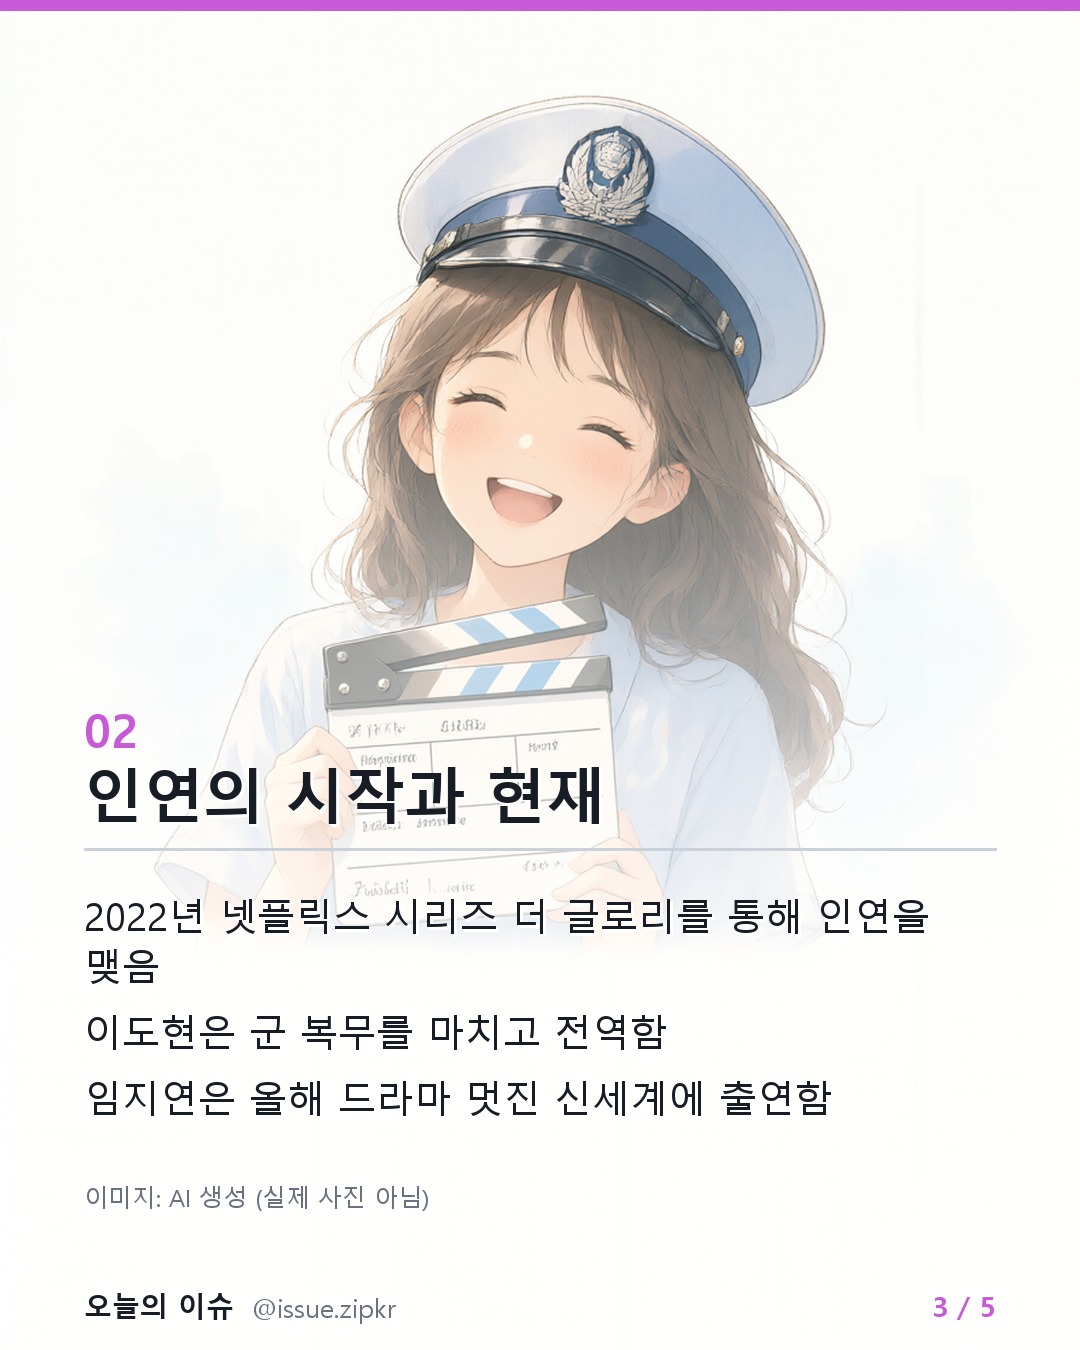 02
인연의 시작과 현재
2022년 넷플릭스 시리즈 더 글로리를 통해 인연을
맺음
이도현은 군 복무를 마치고 전역함
임지연은 올해 드라마 멋진 신세계에 출연함
이미지: AI 생성 (실제 사진 아님)
오늘의 이슈 @issue.zipkr
3 / 5